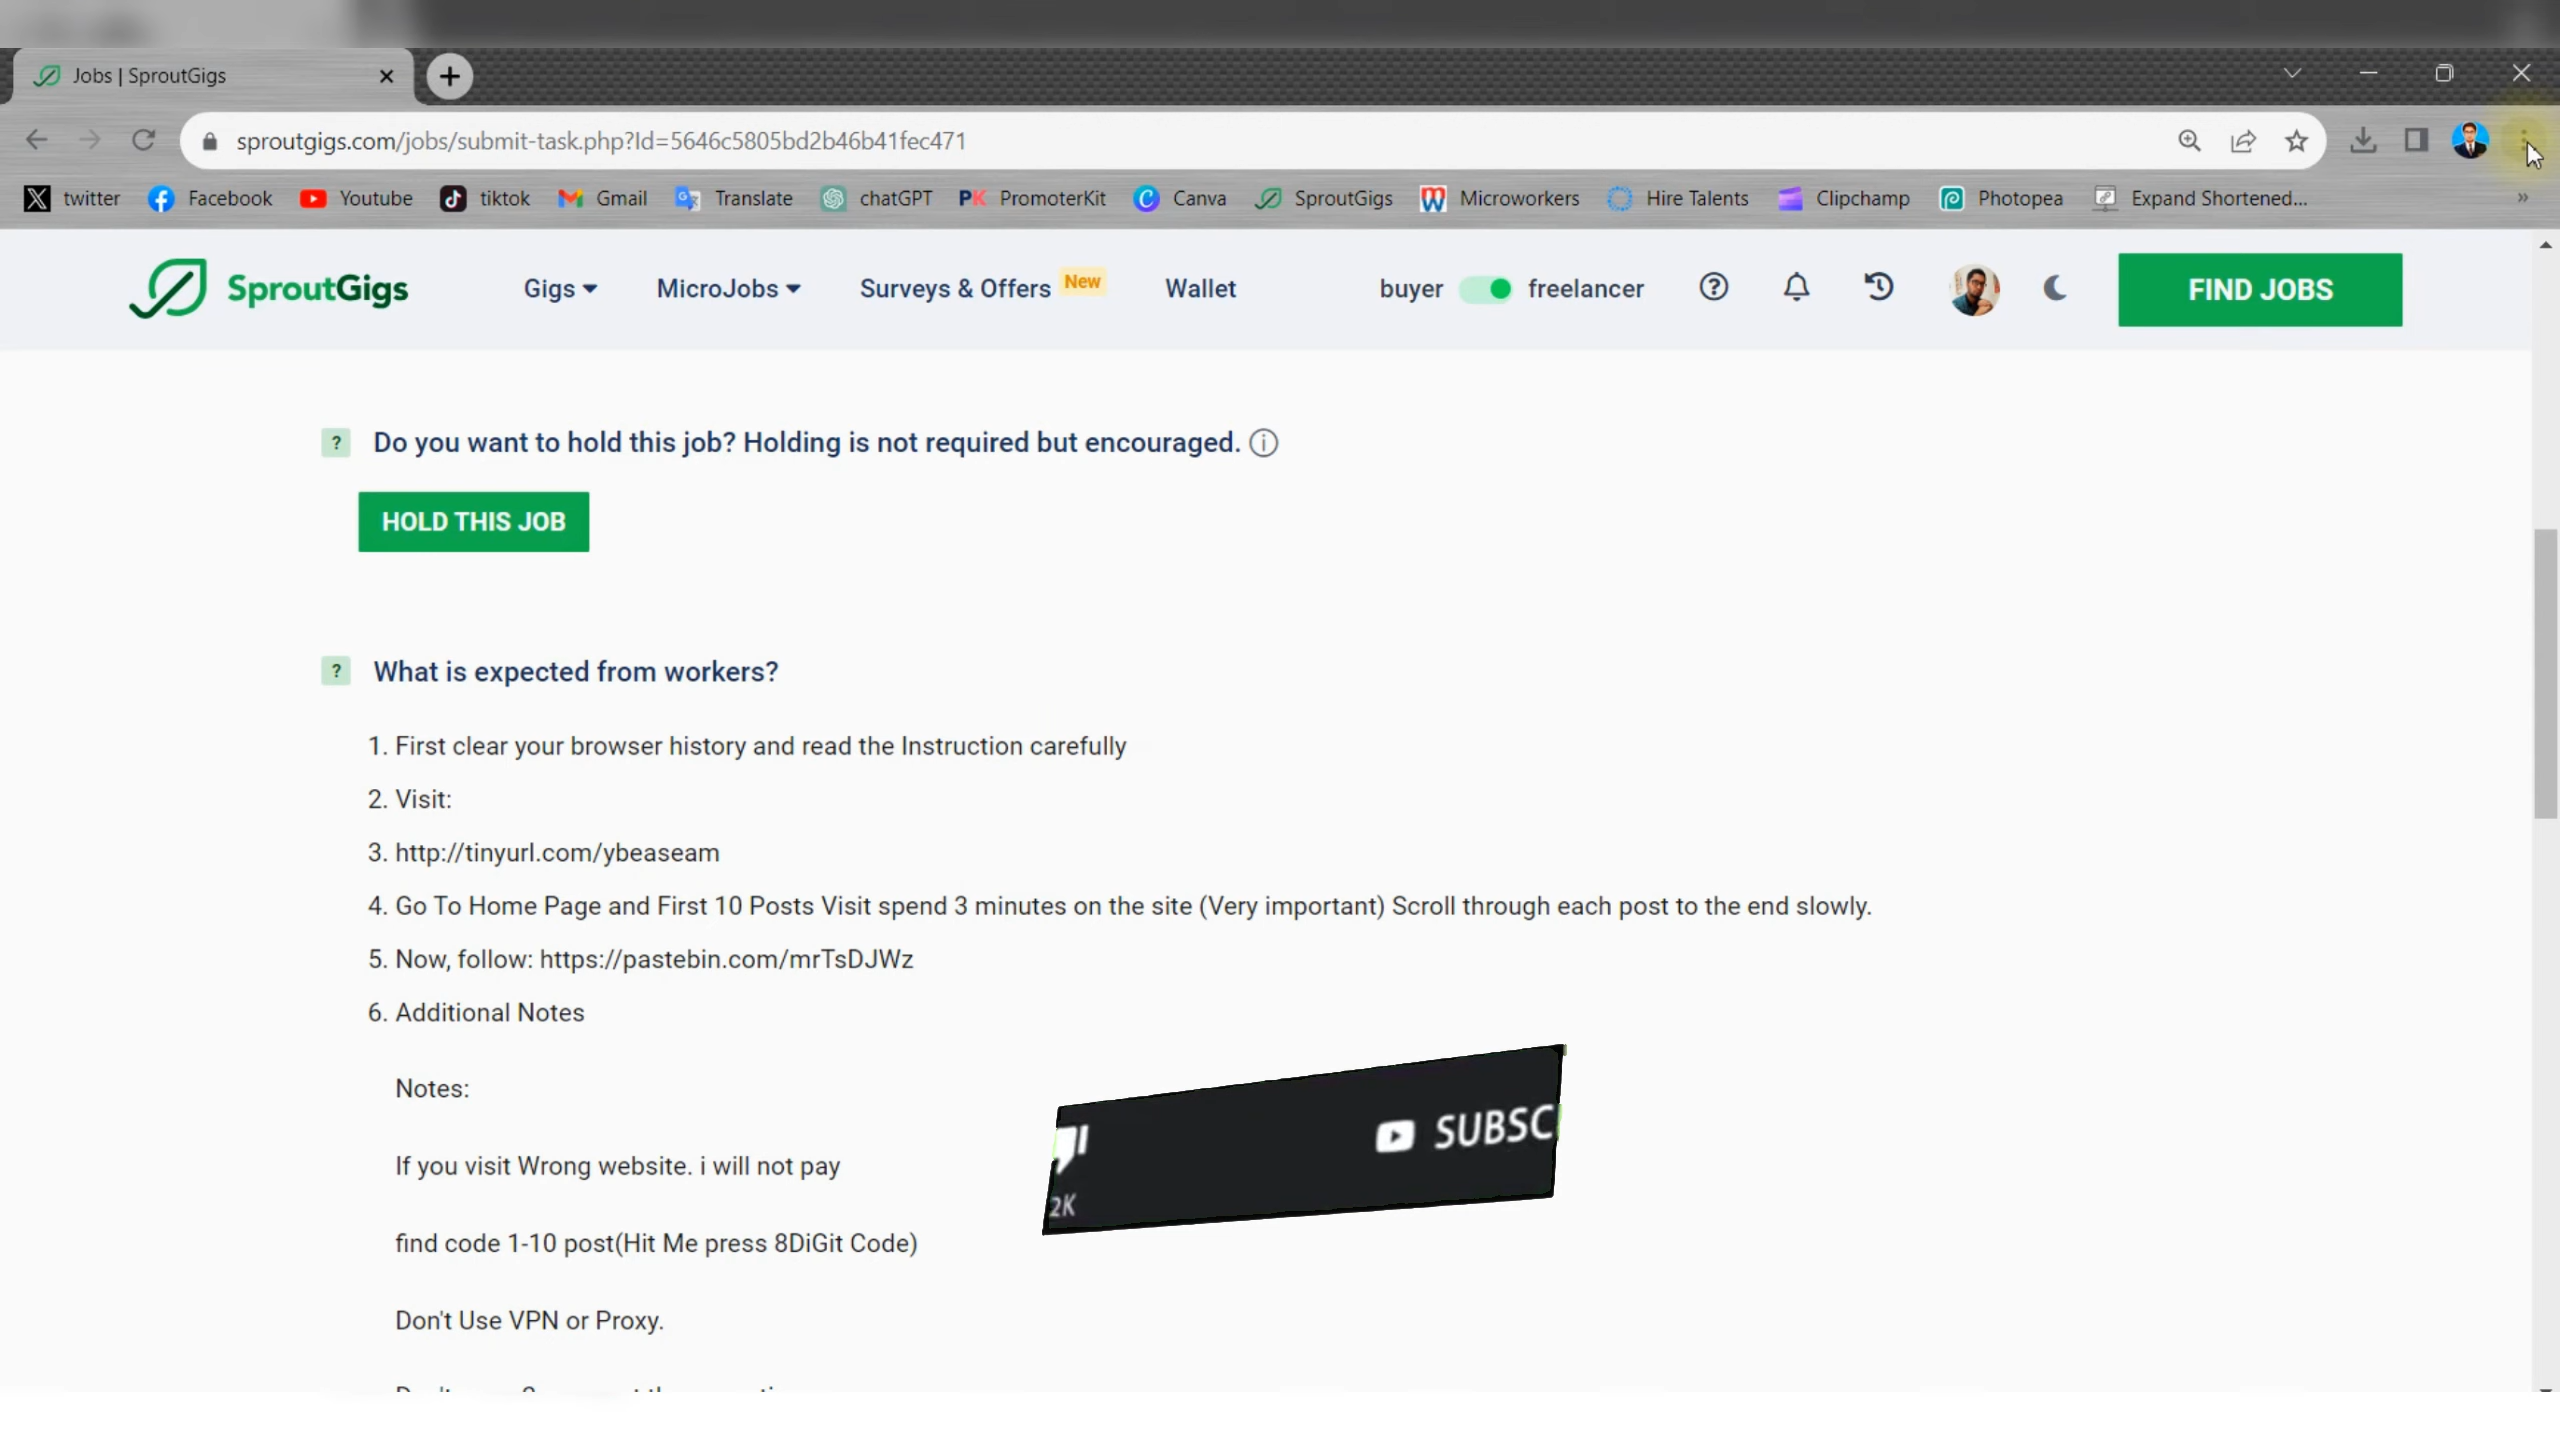 Jobs | SproutGigs
sproutgigs.com/jobs/submit-task.php?Id=5646c5805bd2b46b41fec471
twitter Facebook Youtube tiktok Gmail Translate chatGPT PK PromoterKit Canva SproutGigs Microworkers Hire Talents Clipchamp Photopea Expand Shortened...
SproutGigs Gigs MicroJobs Surveys & Offers New Wallet buyer freelancer FIND JOBS
Do you want to hold this job? Holding is not required but encouraged.
HOLD THIS JOB
What is expected from workers?
1. First clear your browser history and read the Instruction carefully
2. Visit:
3. http://tinyurl.com/ybeaseam
4. Go To Home Page and First 10 Posts Visit spend 3 minutes on the site (Very important) Scroll through each post to the end slowly.
5. Now, follow: https://pastebin.com/mrTsDJWz
6. Additional Notes
Notes:
If you visit Wrong website. i will not pay
find code 1-10 post(Hit Me press 8DiGit Code)
Don't Use VPN or Proxy.
2K
SUBSC